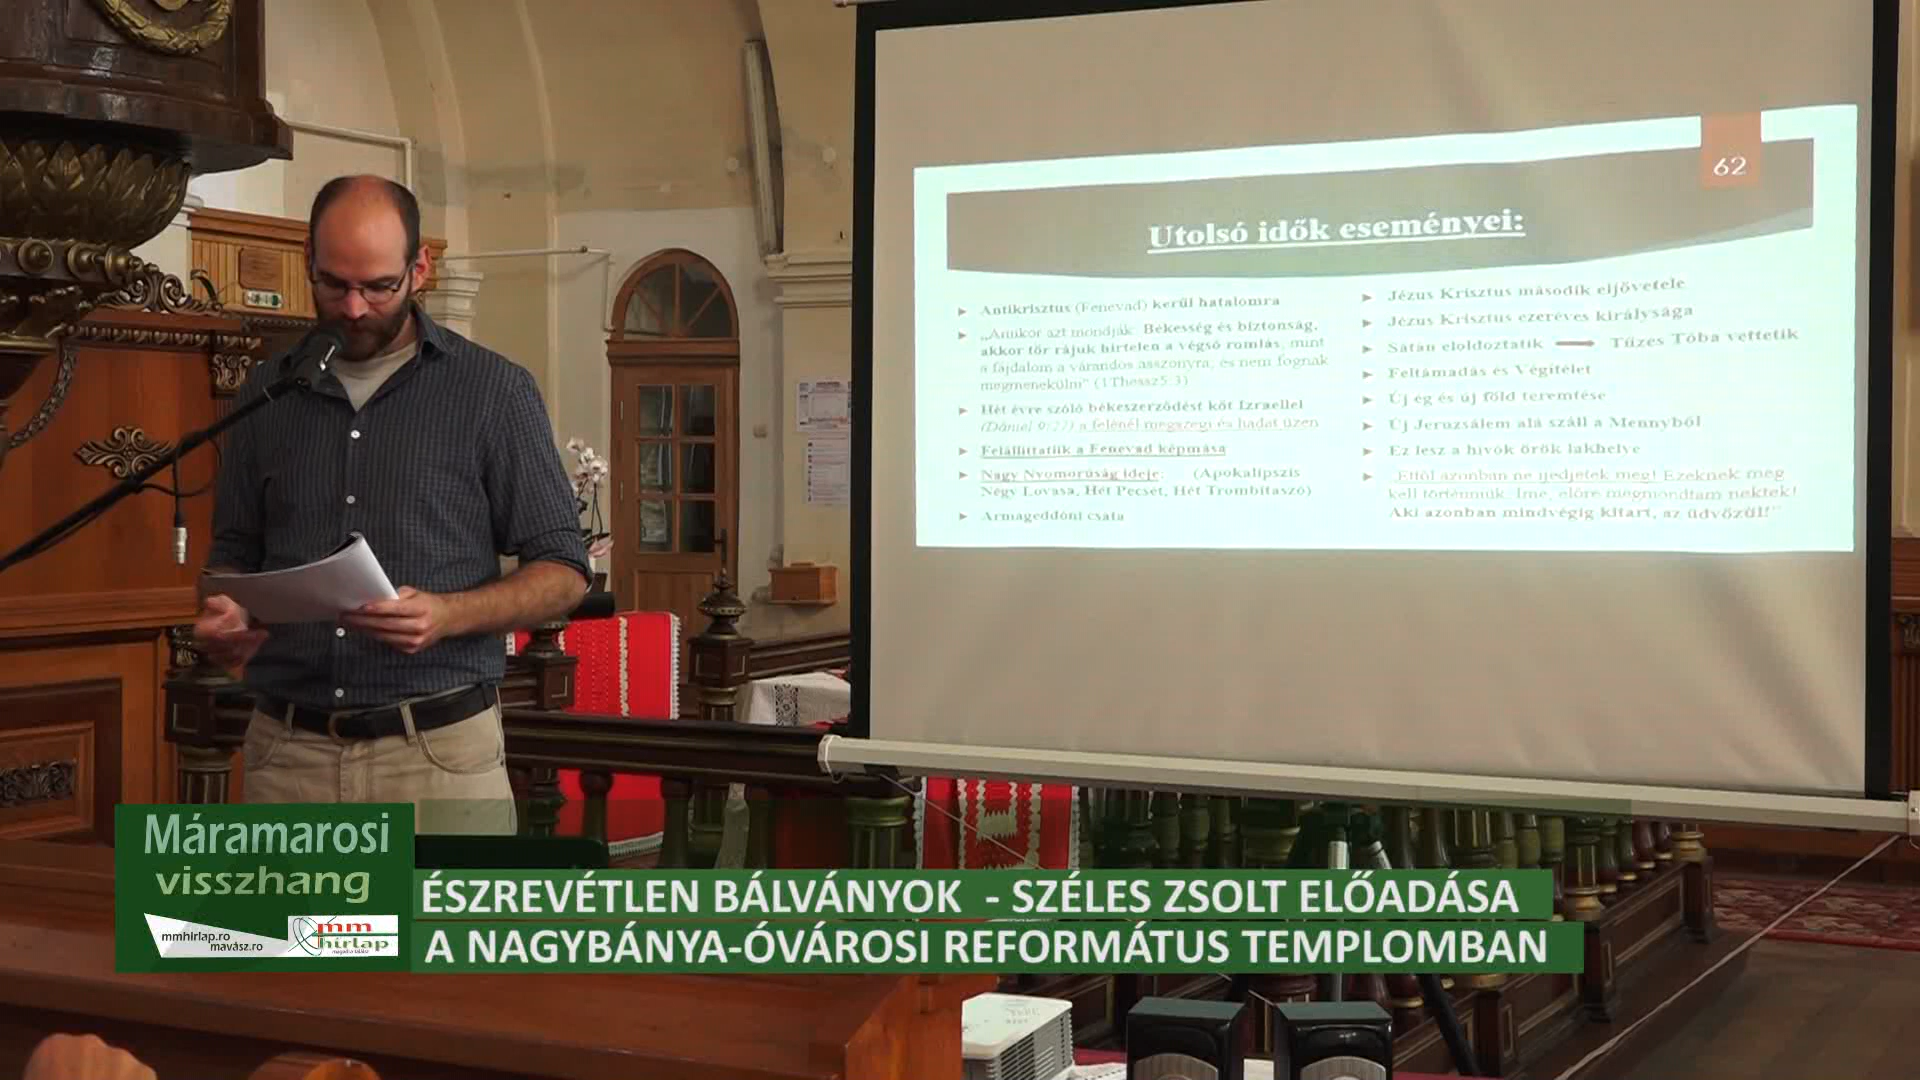 62
Utolsó idők eseményei:
Antikrisztus (Fenevad) kerül hatalomra
„Amikor azt mondják: Békesség és biztonság,
akkor tör rájuk hirtelen a végső romlás, mint
a fájdalom a várandós asszonyra, és nem fognak
megmenekülni" (1Thessz5:3)
Hét évre szóló békeszerződést köt Izraellel
(Dániel 9:27) a felénél megszegi és hadat üzen
Felállíttatik a Fenevad képmása
Nagy Nyomorúság ideje: (Apokalipszis
Négy Lovasa, Hét Pecsét, Hét Trombitaszó)
Armageddoni csata
Jézus Krisztus második eljövetele
Jézus Krisztus ezeréves királysága
Sátán eloldoztatik → Tüzes Tóba vettetik
Feltámadás és Végítélet
Új ég és új föld teremtése
Új Jeruzsálem alá száll a Mennyből
Ez lesz a hívők örök lakhelye
„Ettől azonban ne ijedjetek meg! Ezeknek meg
kell történniük. Íme, előre megmondtam nektek!
Aki azonban mindvégig kitart, az üdvözül!"
Máramarosi
visszhang
mmhirlap.ro
mavász.ro
mm
hírlap
ÉSZREVÉTLEN BÁLVÁNYOK - SZÉLES ZSOLT ELŐADÁSA
A NAGYBÁNYA-ÓVÁROSI REFORMÁTUS TEMPLOMBAN